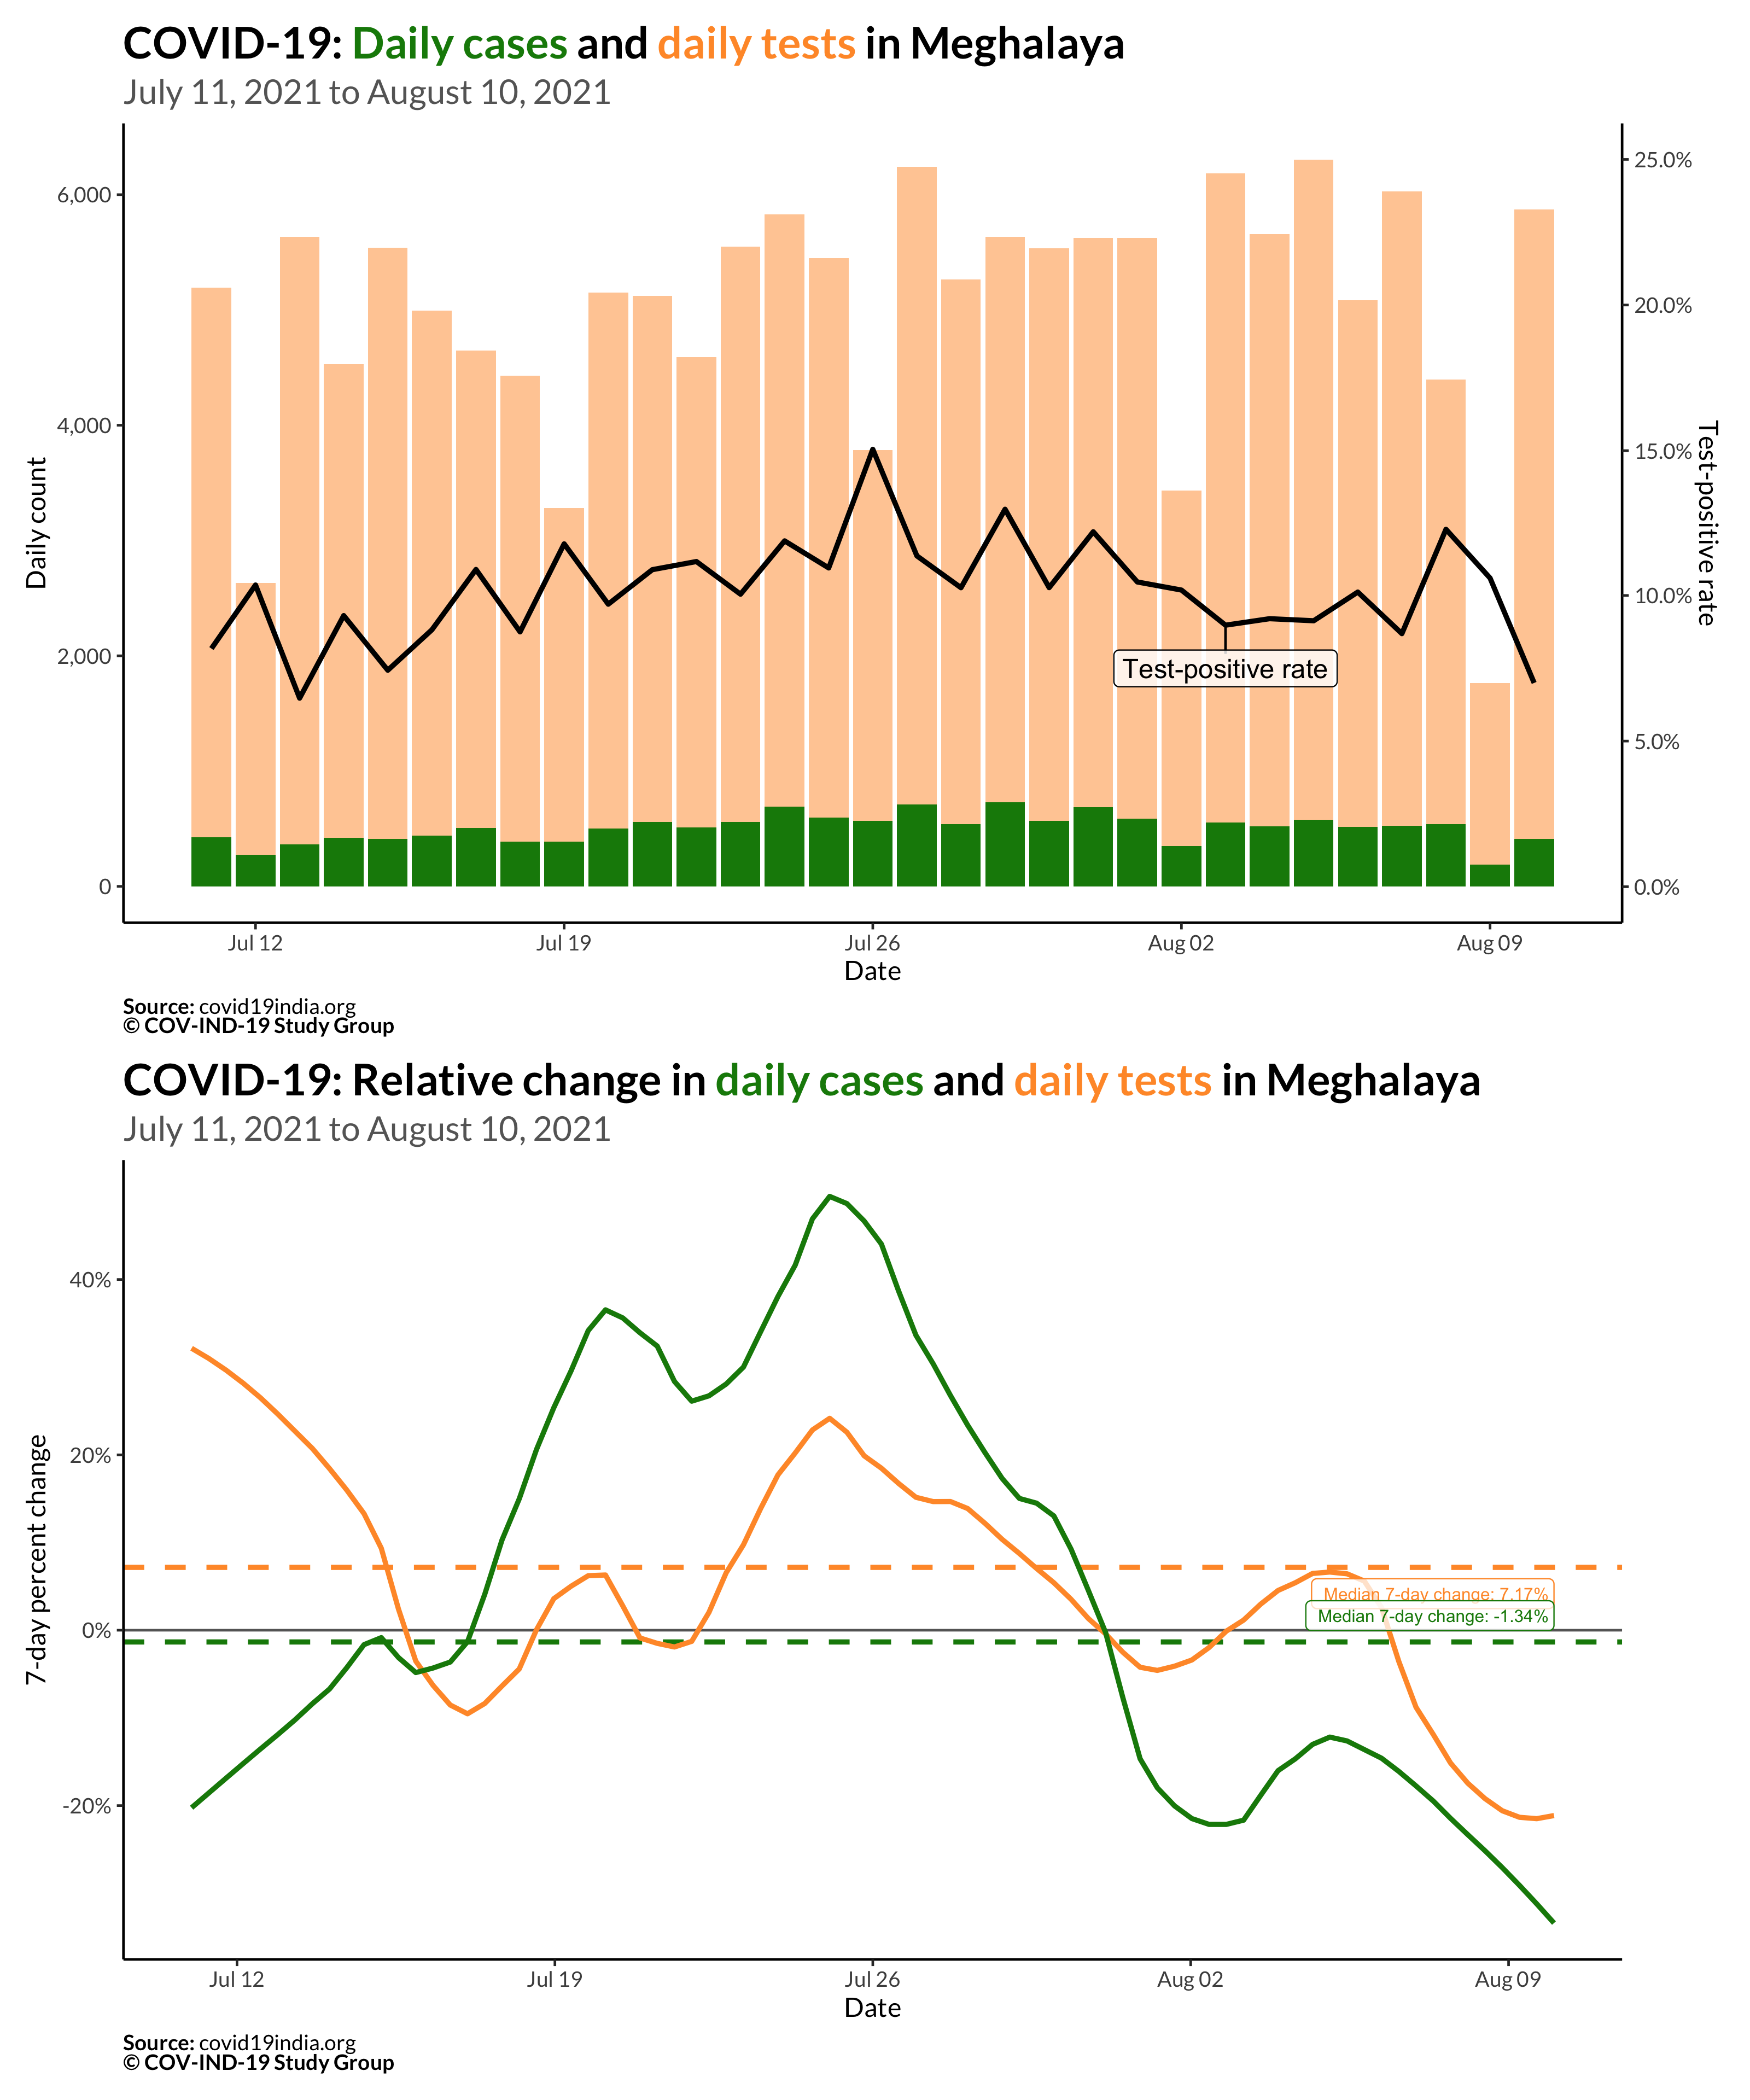 COVID-19: Daily cases and daily tests in Meghalaya
July 11, 2021 to August 10, 2021
6,000
4,000
2,000
0
Daily count
25.0%
20.0%
15.0%
10.0%
5.0%
0.0%
Test-positive rate
Test-positive rate
Jul 12 Jul 19 Jul 26 Aug 02 Aug 09
Date
Source: covid19india.org
© COV-IND-19 Study Group
COVID-19: Relative change in daily cases and daily tests in Meghalaya
July 11, 2021 to August 10, 2021
40%
20%
0%
-20%
7-day percent change
Median 7-day change: 7.17%
Median 7-day change: -1.34%
Jul 12 Jul 19 Jul 26 Aug 02 Aug 09
Date
Source: covid19india.org
© COV-IND-19 Study Group